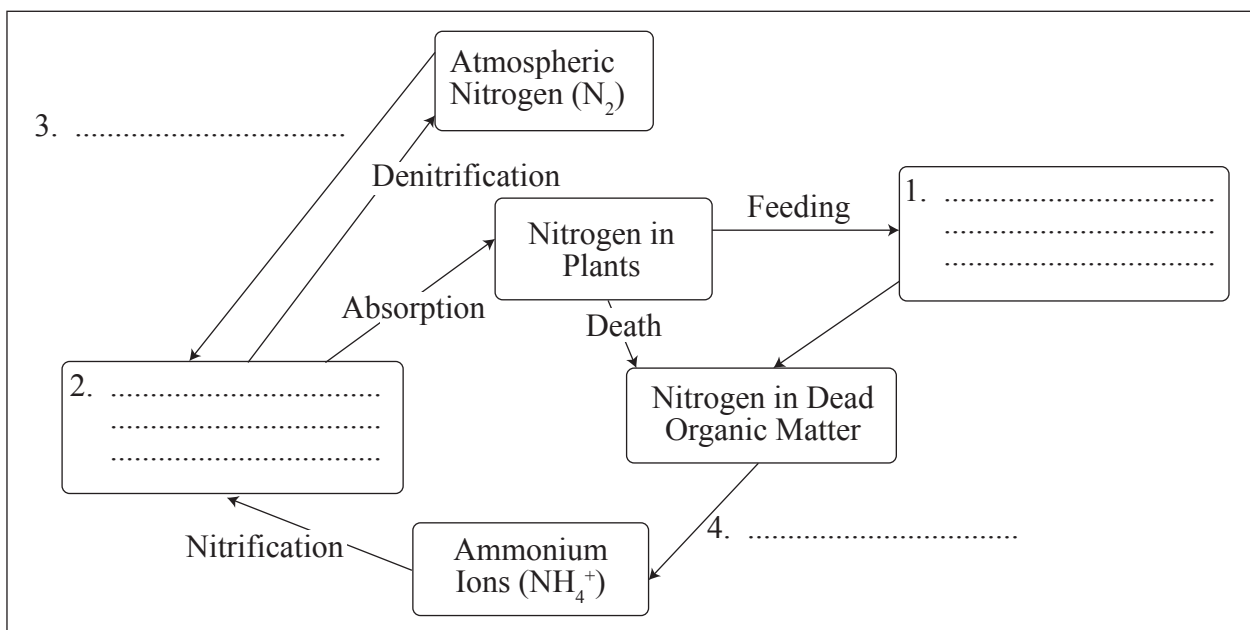 Atmospheric
Nitrogen (N₂)
3. ..............................
Denitrification
Feeding
1. ..............................
..............................
..............................
Nitrogen in
Plants
Absorption
Death
2. ..............................
..............................
..............................
Nitrogen in Dead
Organic Matter
4. ..............................
Nitrification
Ammonium
Ions (NH₄⁺)